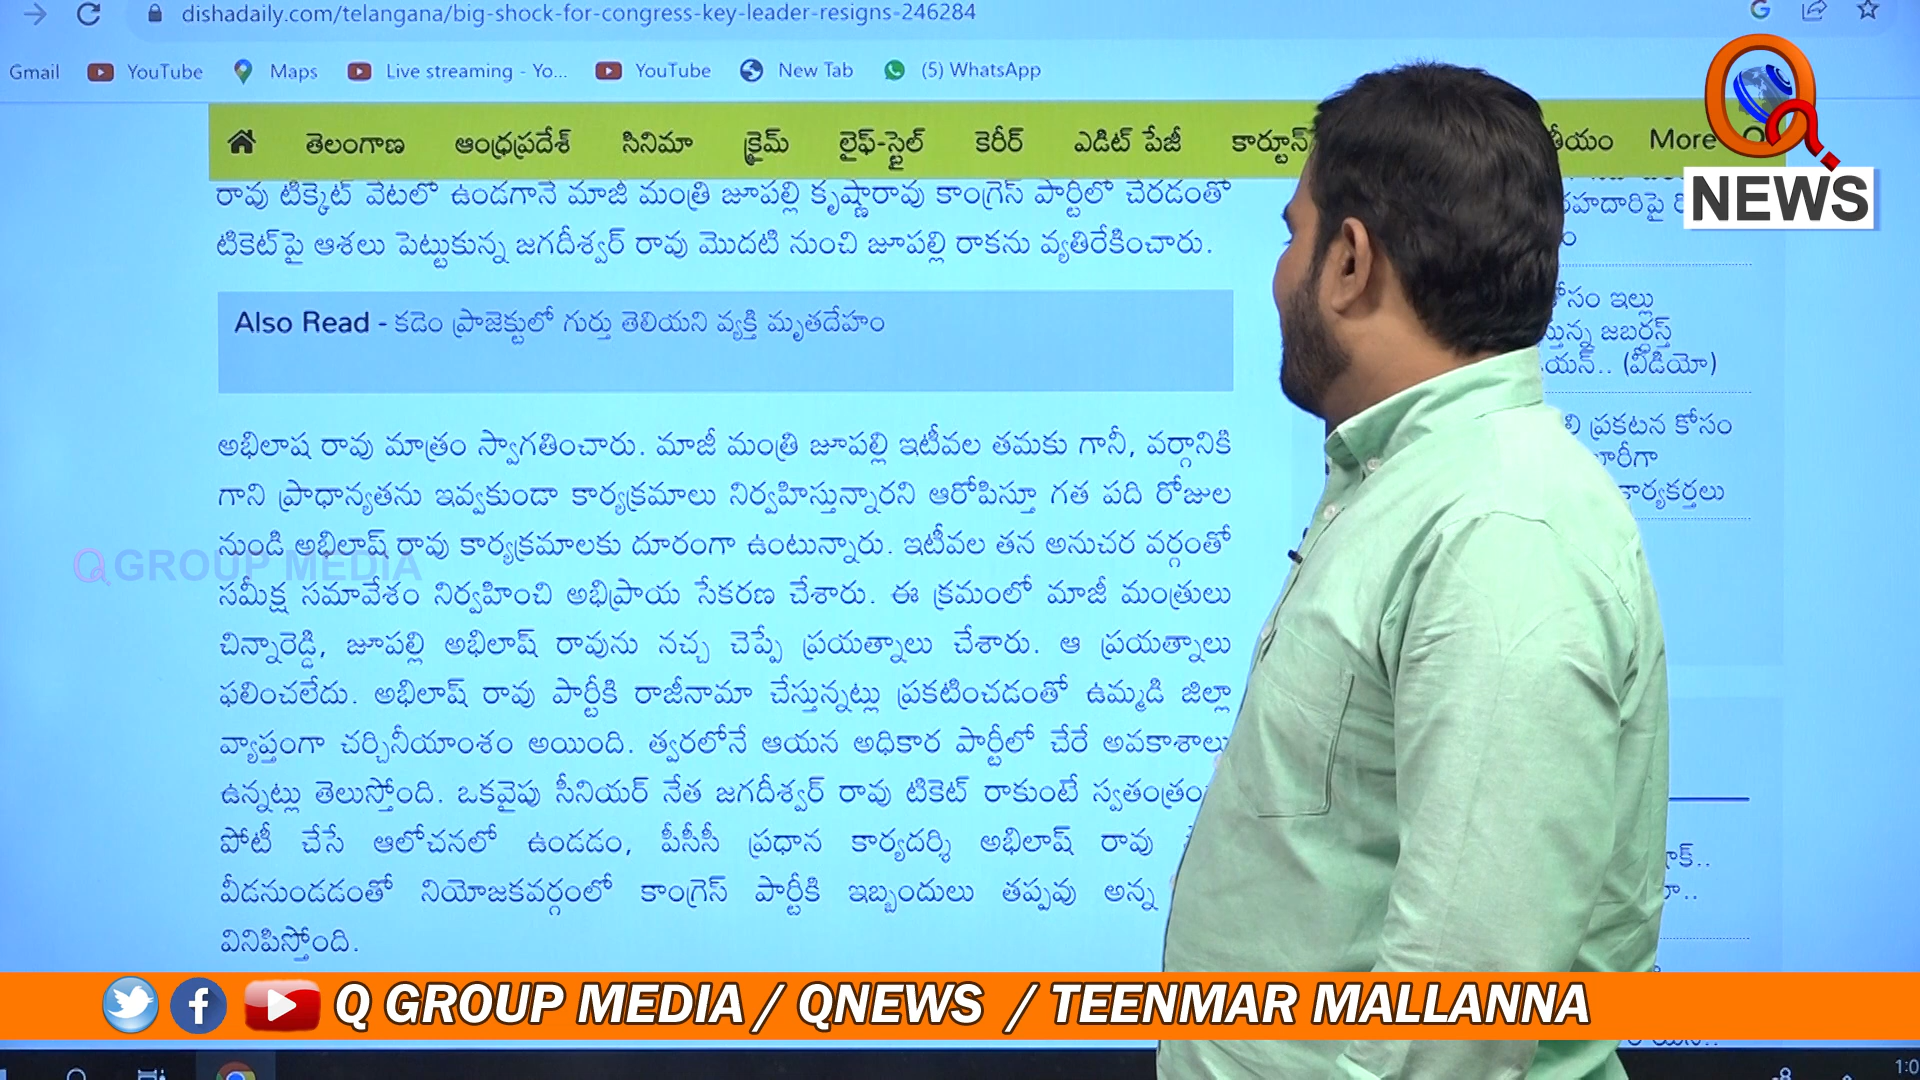 dishadaily.com/telangana/big-shock-for-congress-key-leader-resigns-246284
Gmail YouTube Maps Live streaming - Yo... YouTube New Tab (5) WhatsApp
తెలంగాణ ఆంధ్రప్రదేశ్ సినిమా క్రైమ్ లైఫ్-స్టైల్ కెరీర్ ఎడిట్ పేజీ కార్టూన్ తీయం More
NEWS
రావు టిక్కెట్ వేటలో ఉండగానే మాజీ మంత్రి జూపల్లి కృష్ణారావు కాంగ్రెస్ పార్టీలో చేరడంతో
టికెట్‌పై ఆశలు పెట్టుకున్న జగదీశ్వర్ రావు మొదటి నుంచి జూపల్లి రాకను వ్యతిరేకించారు.
Also Read - కడెం ప్రాజెక్టులో గుర్తు తెలియని వ్యక్తి మృతదేహం
అభిలాష రావు మాత్రం స్వాగతించారు. మాజీ మంత్రి జూపల్లి ఇటీవల తమకు గానీ, వర్గానికి
గాని ప్రాధాన్యతను ఇవ్వకుండా కార్యక్రమాలు నిర్వహిస్తున్నారని ఆరోపిస్తూ గత పది రోజుల
నుండి అభిలాష్ రావు కార్యక్రమాలకు దూరంగా ఉంటున్నారు. ఇటీవల తన అనుచర వర్గంతో
సమీక్ష సమావేశం నిర్వహించి అభిప్రాయ సేకరణ చేశారు. ఈ క్రమంలో మాజీ మంత్రులు
చిన్నారెడ్డి, జూపల్లి అభిలాష్ రావును నచ్చ చెప్పే ప్రయత్నాలు చేశారు. ఆ ప్రయత్నాలు
ఫలించలేదు. అభిలాష్ రావు పార్టీకి రాజీనామా చేస్తున్నట్లు ప్రకటించడంతో ఉమ్మడి జిల్లా
వ్యాప్తంగా చర్చినీయాంశం అయింది. త్వరలోనే ఆయన అధికార పార్టీలో చేరే అవకాశాలు
ఉన్నట్లు తెలుస్తోంది. ఒకవైపు సీనియర్ నేత జగదీశ్వర్ రావు టికెట్ రాకుంటే
పోటీ చేసే ఆలోచనలో ఉండడం, పీసీసీ ప్రధాన కార్యదర్శి అభిలాష్ రావు
వీడనుండడంతో నియోజకవర్గంలో కాంగ్రెస్ పార్టీకి ఇబ్బందులు తప్పవు అన్న
వినిపిస్తోంది.
Q GROUP MEDIA
ఇల్లు
జబర్దస్త్
(వీడియో)
ప్రకటన కోసం
Q GROUP MEDIA / QNEWS / TEENMAR MALLANNA